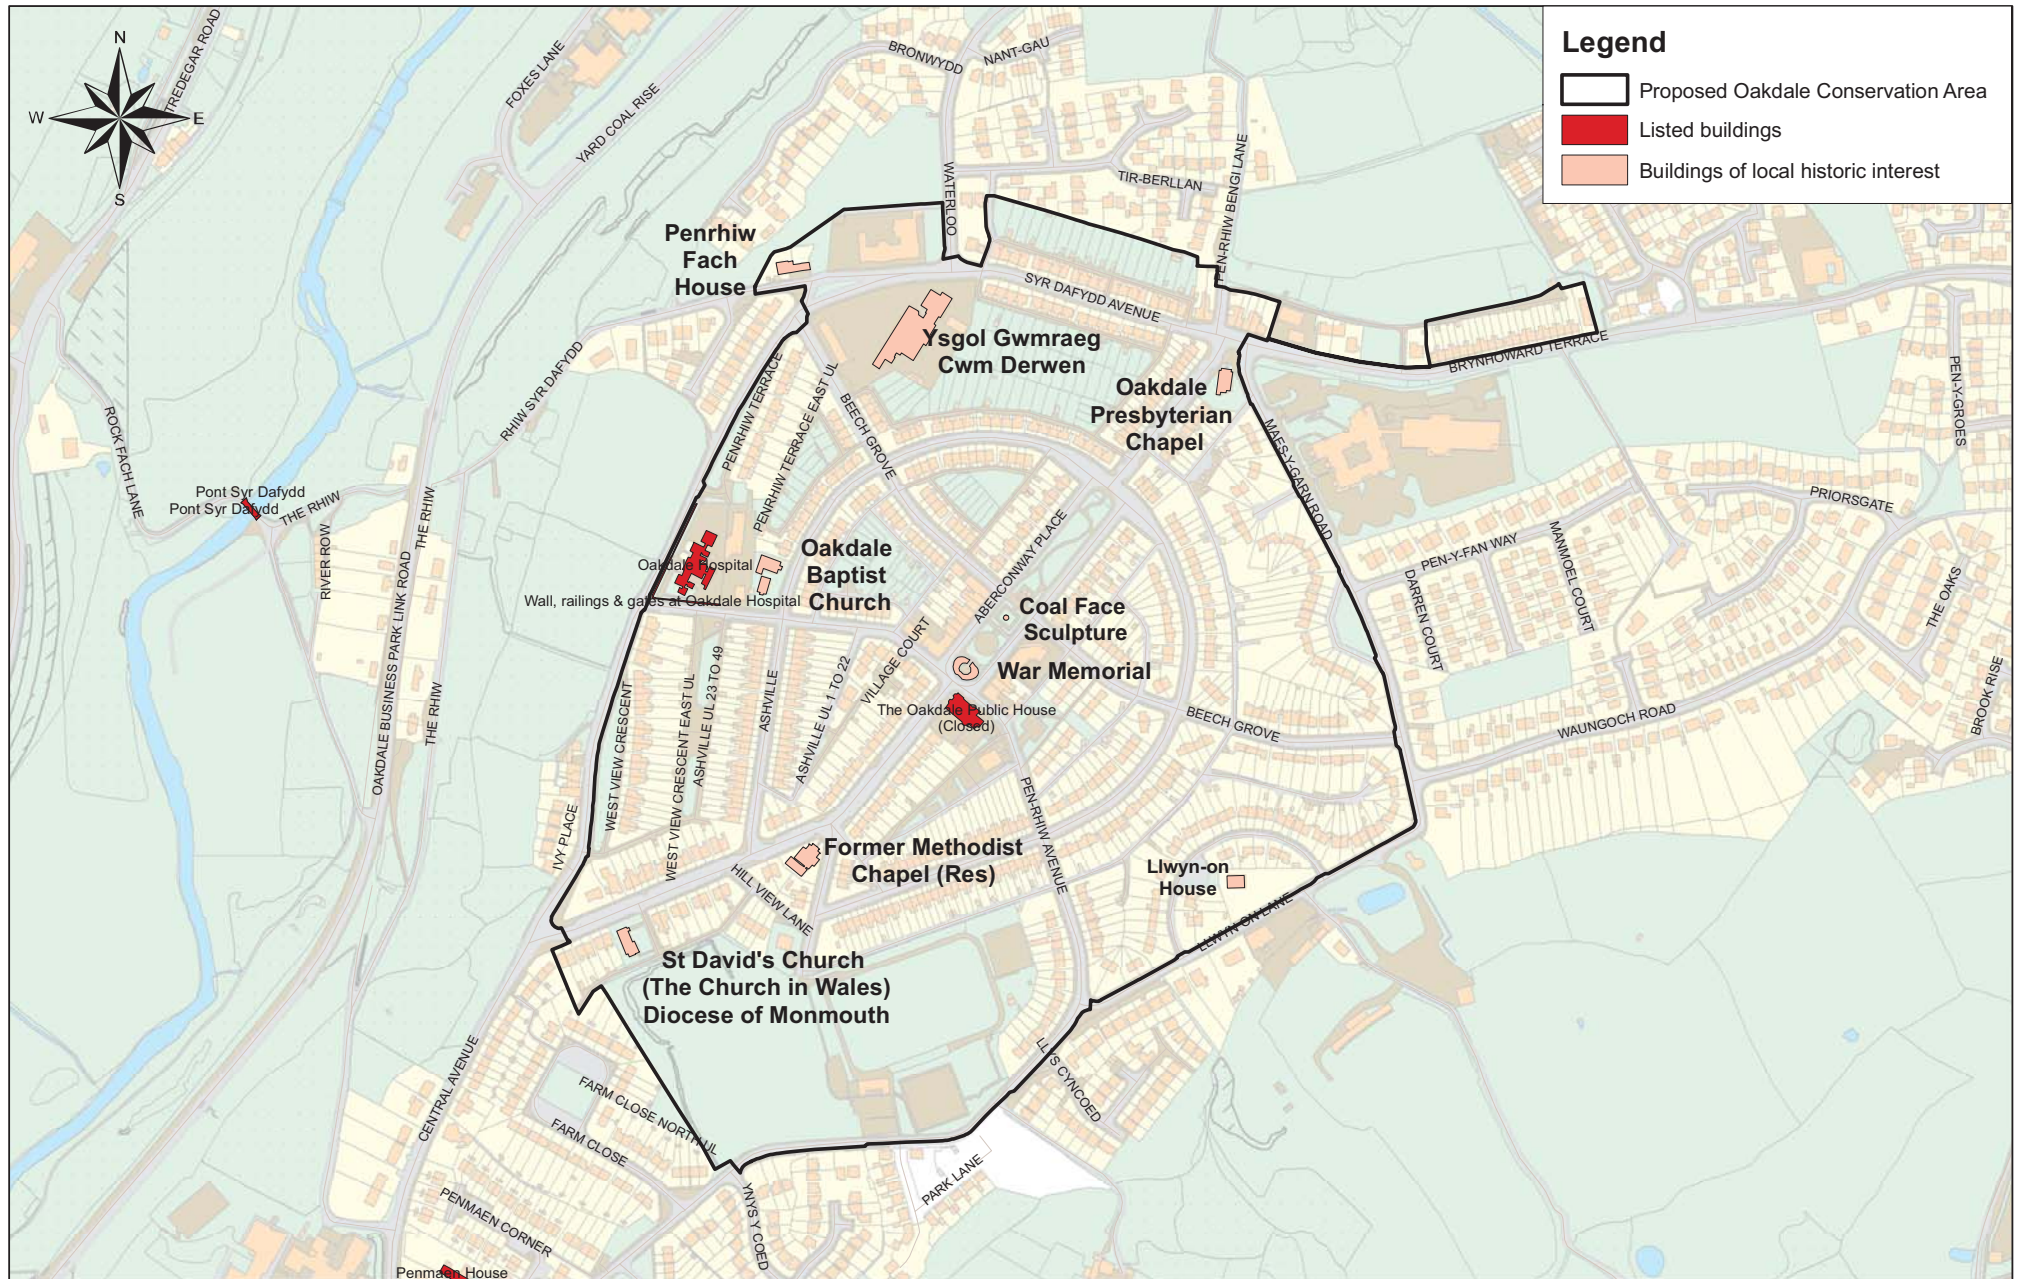 N
W
E
S
Legend
Proposed Oakdale Conservation Area
Listed buildings
Buildings of local historic interest
TREDEGAR ROAD
FOXES LANE
YARD COAL RISE
BRONWYDD
NANT-GAU
WATERLOO
TIR-BERLLAN
PEN-RHIW BENGI LANE
Penrhiw
Fach
House
SYR DAFYDD AVENUE
Ysgol Gwmraeg
Cwm Derwen
BRYNHOWARD TERRACE
PEN-Y-GROES
Oakdale
Presbyterian
Chapel
RHIW SYR DAFYDD
PENRHIW TERRACE
PENRHIW TERRACE EAST UL
BEECH GROVE
MAES-Y-GARN ROAD
ROCK FACH LANE
Pont Syr Dafydd
Pont Syr Dafydd
THE RHIW
THE RHIW
RIVER ROW
PRIORSGATE
PEN-Y-FAN WAY
MANMOEL COURT
DARREN COURT
THE OAKS
BROOK RISE
Oakdale Hospital
Wall, railings & gates at Oakdale Hospital
Oakdale
Baptist
Church
ABERCONWAY PLACE
Coal Face
Sculpture
War Memorial
The Oakdale Public House
(Closed)
VILLAGE COURT
OAKDALE BUSINESS PARK LINK ROAD
THE RHIW
WEST VIEW CRESCENT
WEST VIEW CRESCENT EAST UL
ASHVILLE UL 23 TO 49
ASHVILLE
ASHVILLE UL 1 TO 22
BEECH GROVE
WAUNGOCH ROAD
IVY PLACE
PEN-RHIW AVENUE
Former Methodist
Chapel (Res)
HILL VIEW LANE
Llwyn-on
House
LLWYN ON LANE
St David's Church
(The Church in Wales)
Diocese of Monmouth
CENTRAL AVENUE
LLYS CYNCOED
FARM CLOSE NORTH UL
FARM CLOSE
PARK LANE
YNYS Y COED
PENMAEN CORNER
Penmaen House